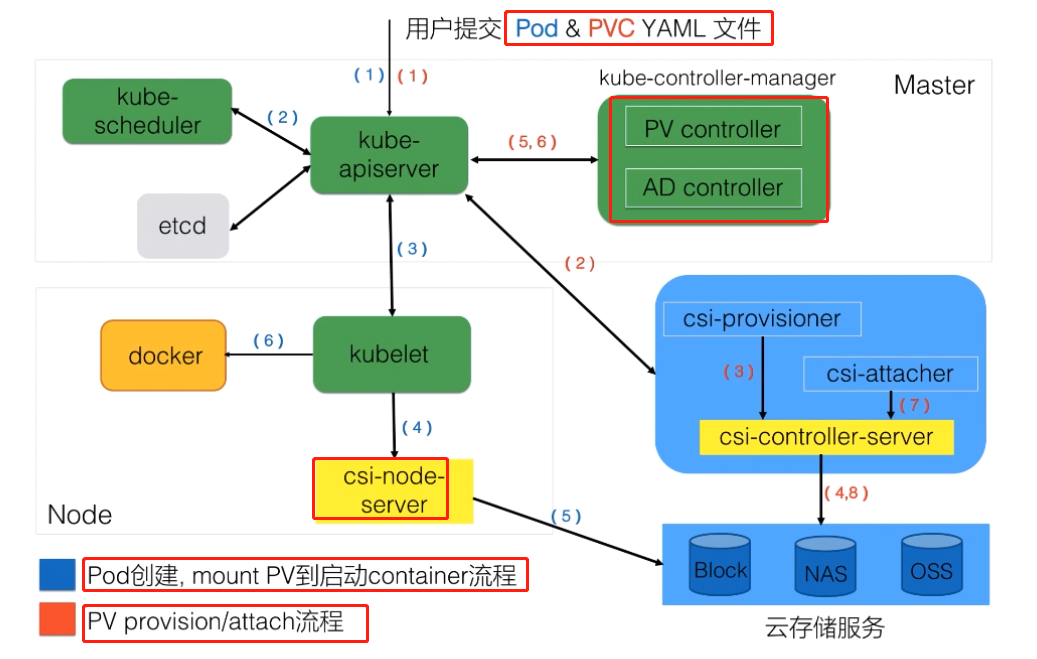 用户提交 Pod & PVC YAML 文件
(1) (1)
kube-controller-manager
Master
kube-
scheduler
(2)
kube-
apiserver
(5, 6)
PV controller
AD controller
etcd
(3)
(2)
csi-provisioner
docker
(6)
kubelet
(3)
csi-attacher
(7)
(4)
csi-controller-server
csi-node-
server
(4,8)
Node
(5)
Block
NAS
OSS
Pod创建, mount PV到启动container流程
PV provision/attach流程
云存储服务